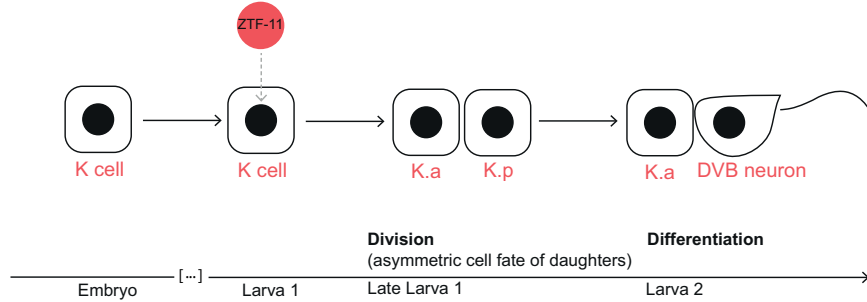 ZTF-11
K cell
K cell
K.a
K.p
K.a
DVB neuron
Division
(asymmetric cell fate of daughters)
Differentiation
[...]
Embryo
Larva 1
Late Larva 1
Larva 2